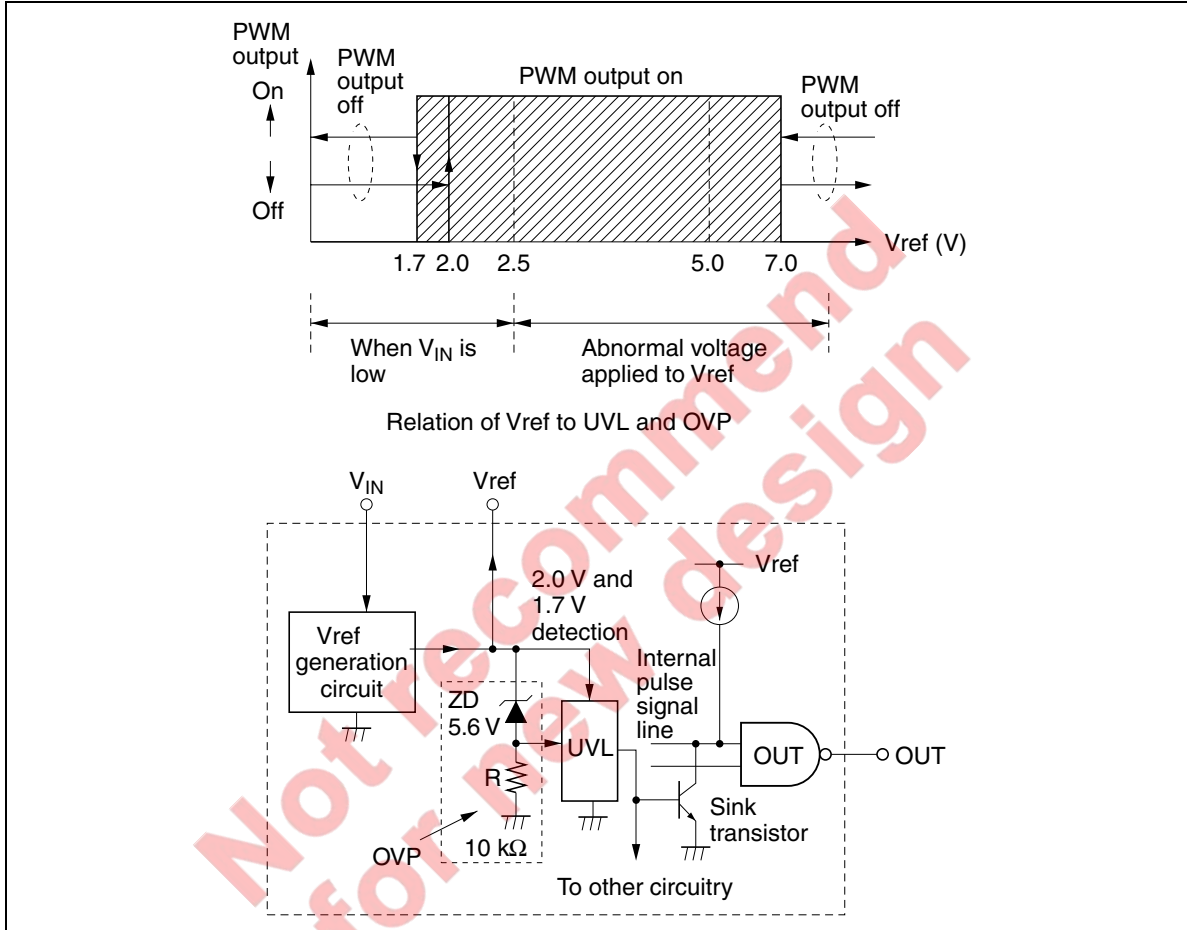 PWM
output
On
Off
PWM
output
off
PWM output on
PWM
output off
Vref (V)
1.7 2.0 2.5 5.0 7.0
When VIN is
low
Abnormal voltage
applied to Vref
Relation of Vref to UVL and OVP
VIN
Vref
Vref
generation
circuit
2.0 V and
1.7 V
detection
ZD
5.6 V
R
10 kΩ
OVP
UVL
Internal
pulse
signal
line
Vref
OUT
OUT
Sink
transistor
To other circuitry
Not recommend
for new design